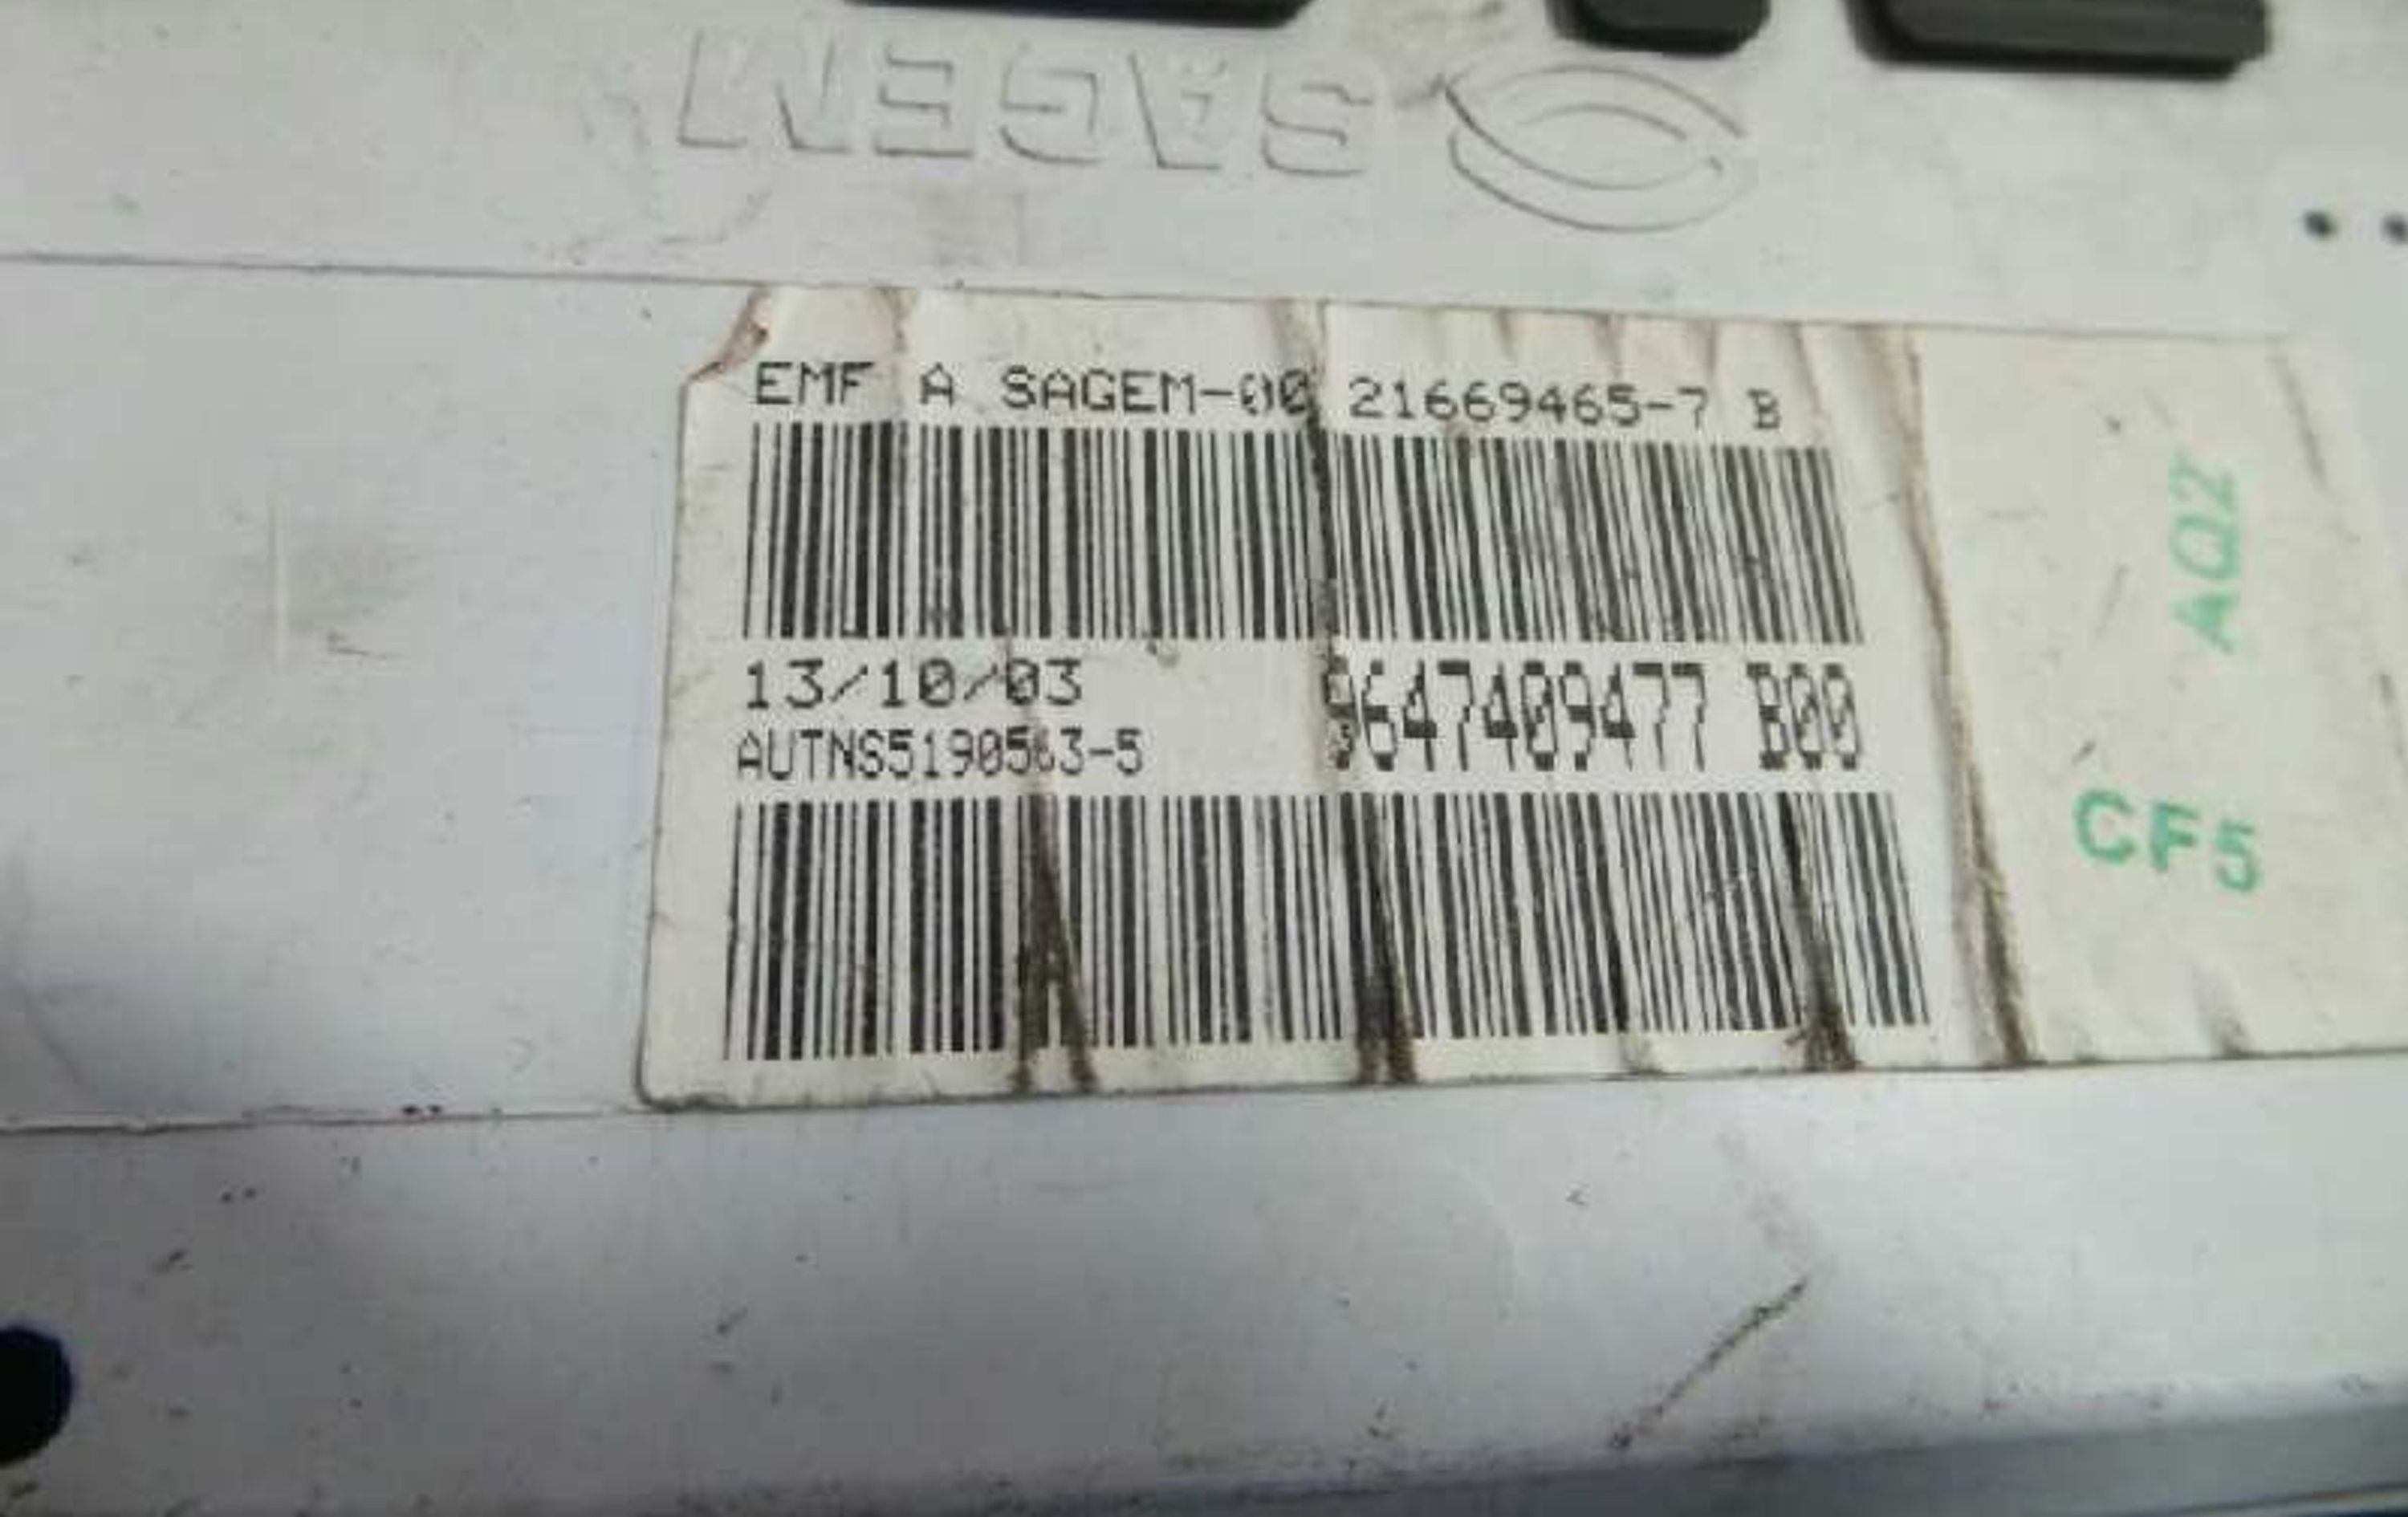 SAGEM
EMF A SAGEM-00 21669465-7 B
13/10/03
9647409477 B00
AUTNS5190563-5
AQ2
CF5